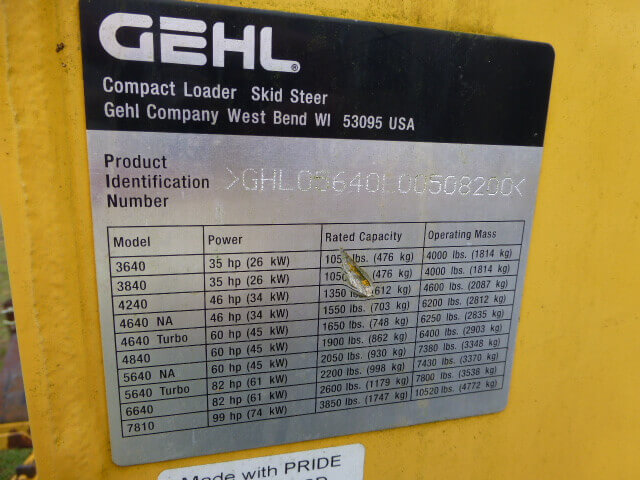 GEHL®
Compact Loader Skid Steer
Gehl Company West Bend WI 53095 USA
Product
Identification
Number
>GHL05640L00508200<
Model Power Rated Capacity Operating Mass
3640 35 hp (26 kW) lbs. (476 kg) 4000 lbs. (1814 kg)
3840 35 hp (26 kW) 1050 (476 kg) 4000 lbs. (1814 kg)
4240 46 hp (34 kW) 1350 (612 kg) 4600 lbs. (2087 kg)
4640 NA 46 hp (34 kW) 1550 lbs. (703 kg) 6200 lbs. (2812 kg)
4640 Turbo 60 hp (45 kW) 1650 lbs. (748 kg) 6250 lbs. (2835 kg)
4840 60 hp (45 kW) 1900 lbs. (862 kg) 6400 lbs. (2903 kg)
5640 NA 60 hp (45 kW) 2050 lbs. (930 kg) 7380 lbs. (3348 kg)
5640 Turbo 82 hp (61 kW) 2200 lbs. (998 kg) 7430 lbs. (3370 kg)
6640 82 hp (61 kW) 2600 lbs. (1179 kg) 7800 lbs. (3538 kg)
7810 99 hp (74 kW) 3850 lbs. (1747 kg) 10520 lbs. (4772 kg)
Made with PRIDE